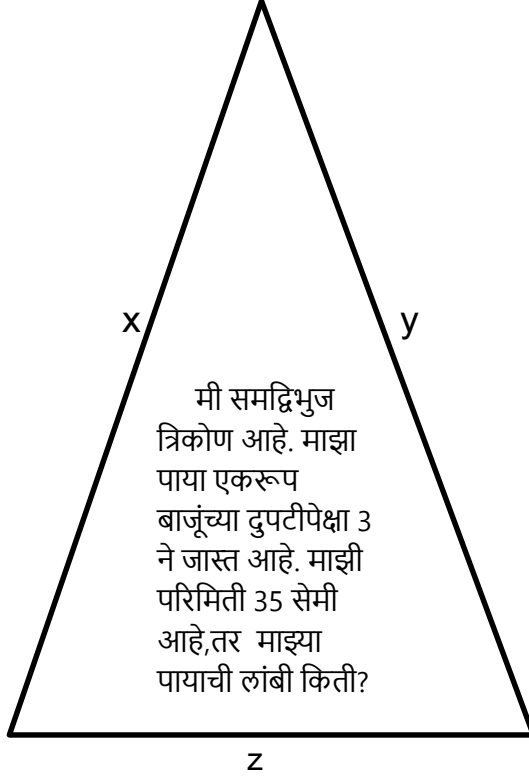 x
y
मी समद्विभुज
त्रिकोण आहे. माझा
पाया एकरूप
बाजूंच्या दुपटीपेक्षा 3
ने जास्त आहे. माझी
परिमिती 35 सेमी
आहे,तर माझ्या
पायाची लांबी किती?
z